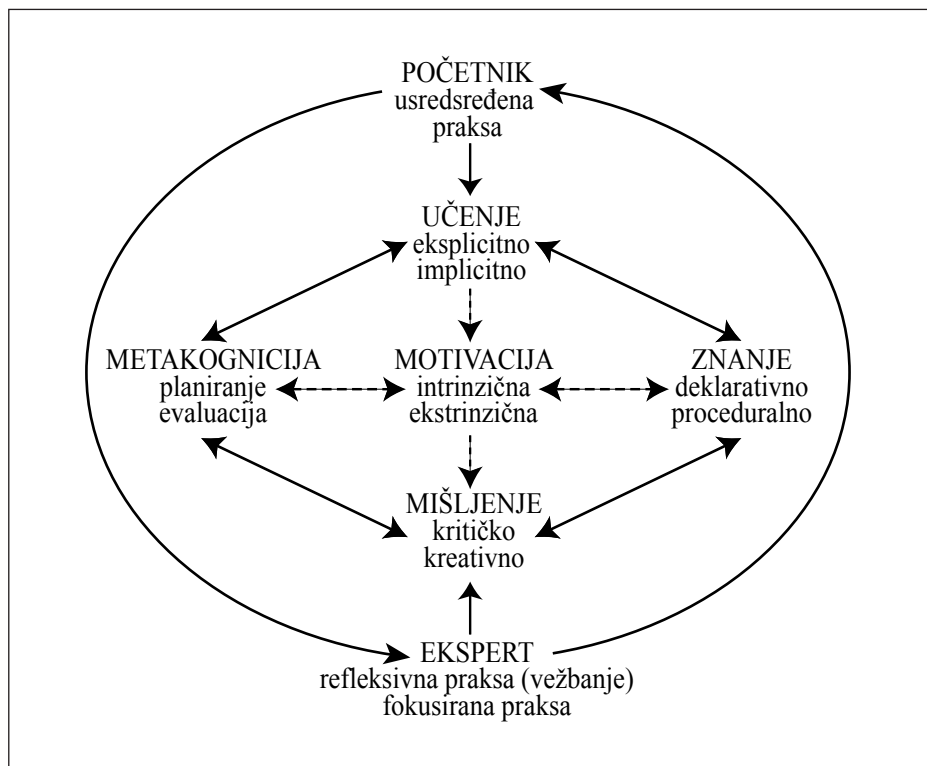 POČETNIK
usredsređena
praksa
UČENJE
eksplicitno
implicitno
METAKOGNICIJA
planiranje
evaluacija
MOTIVACIJA
intrinzična
ekstrinzična
ZNANJE
deklarativno
proceduralno
MIŠLJENJE
kritičko
kreativno
EKSPERT
refleksivna praksa (vežbanje)
fokusirana praksa